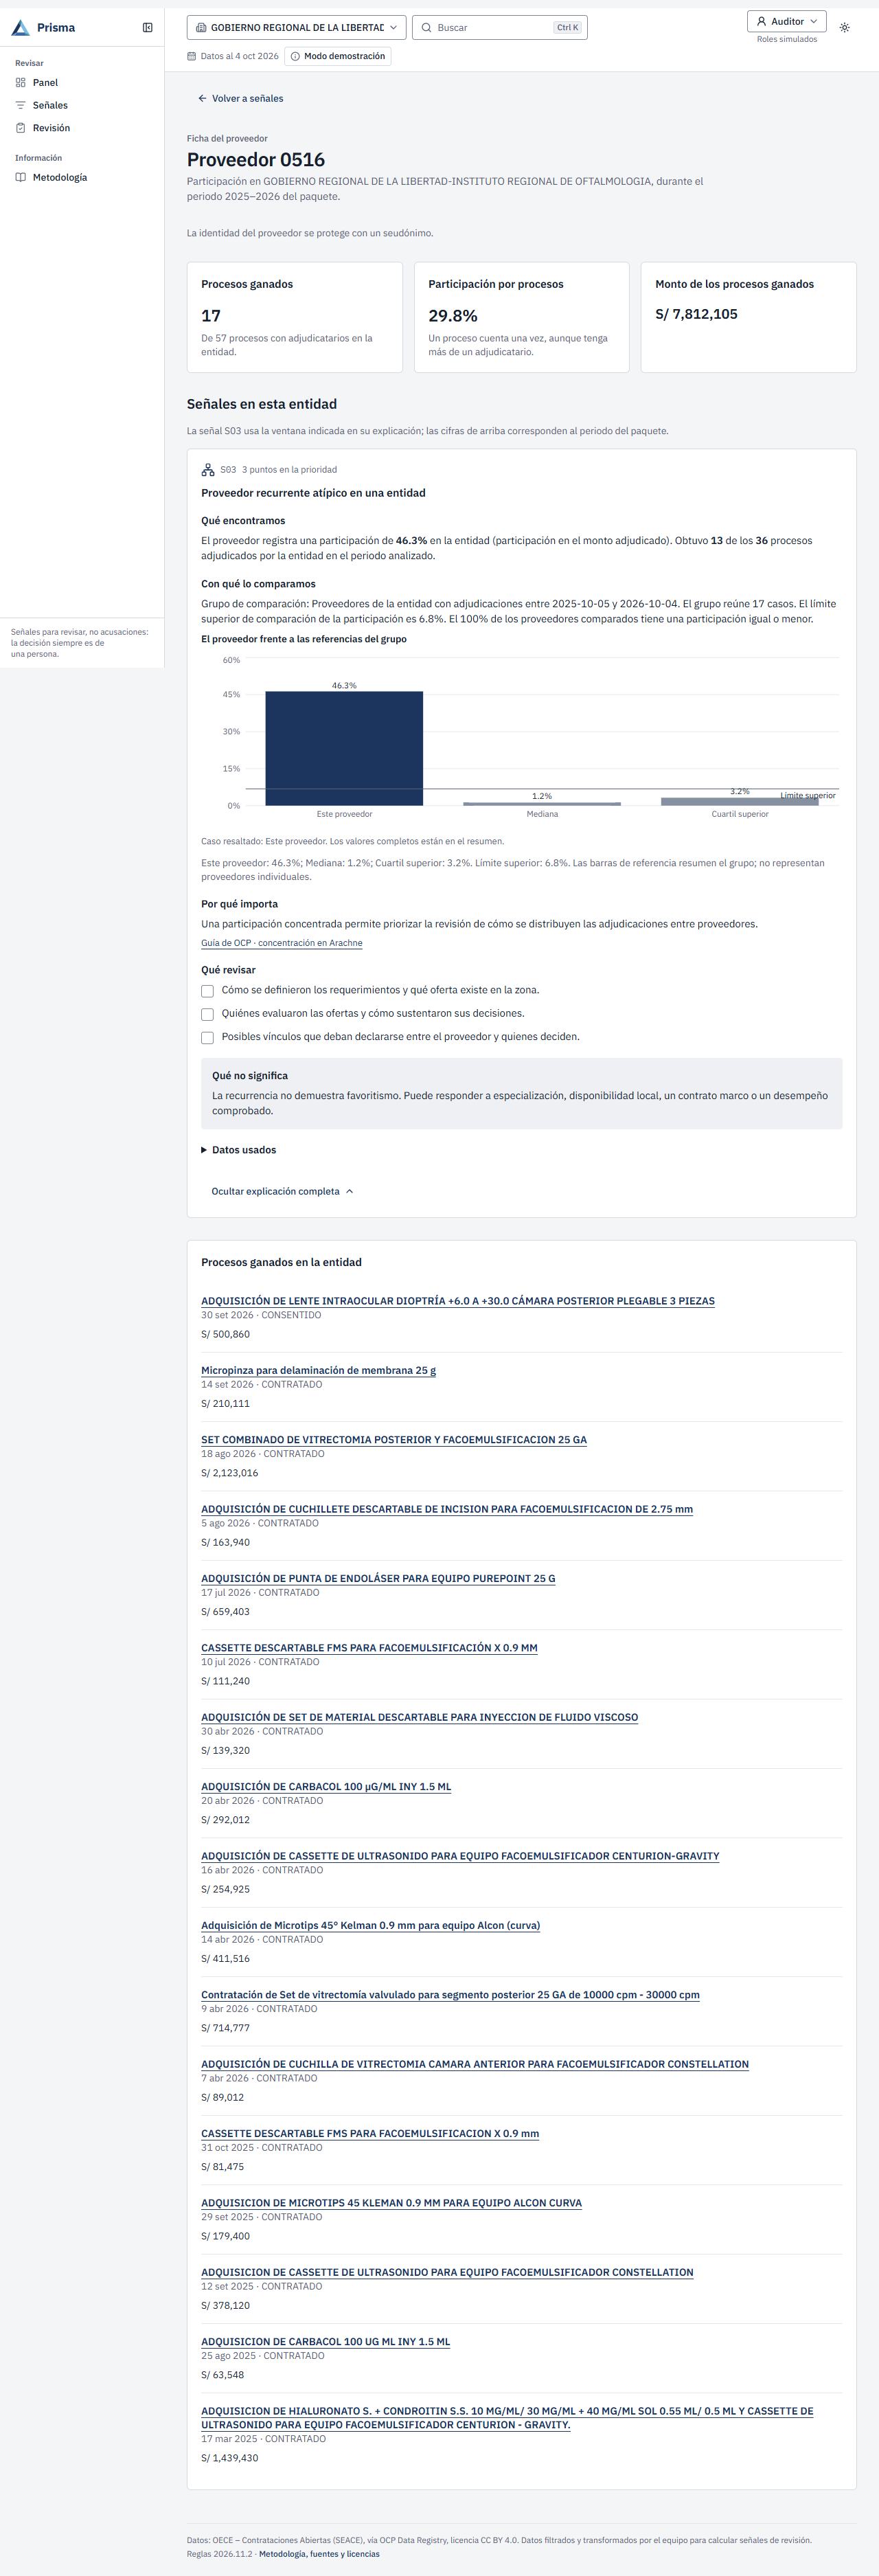 Prisma
Revisar
Panel
Señales
Revisión
Información
Metodología
Señales para revisar, no acusaciones:
la decisión siempre es de
una persona.
GOBIERNO REGIONAL DE LA LIBERTAD
Buscar
Ctrl K
Auditor
Roles simulados
Datos al 4 oct 2026
Modo demostración
Volver a señales
Ficha del proveedor
Proveedor 0516
Participación en GOBIERNO REGIONAL DE LA LIBERTAD-INSTITUTO REGIONAL DE OFTALMOLOGIA, durante el
periodo 2025–2026 del paquete.
La identidad del proveedor se protege con un seudónimo.
Procesos ganados
17
De 57 procesos con adjudicatarios en la
entidad.
Participación por procesos
29.8%
Un proceso cuenta una vez, aunque tenga
más de un adjudicatario.
Monto de los procesos ganados
S/ 7,812,105
Señales en esta entidad
La señal S03 usa la ventana indicada en su explicación; las cifras de arriba corresponden al periodo del paquete.
S03 3 puntos en la prioridad
Proveedor recurrente atípico en una entidad
Qué encontramos
El proveedor registra una participación de 46.3% en la entidad (participación en el monto adjudicado). Obtuvo 13 de los 36 procesos
adjudicados por la entidad en el periodo analizado.
Con qué lo comparamos
Grupo de comparación: Proveedores de la entidad con adjudicaciones entre 2025-10-05 y 2026-10-04. El grupo reúne 17 casos. El límite
superior de comparación de la participación es 6.8%. El 100% de los proveedores comparados tiene una participación igual o menor.
El proveedor frente a las referencias del grupo
60%
45%
30%
15%
0%
46.3%
1.2%
3.2%
Límite superior
Este proveedor
Mediana
Cuartil superior
Caso resaltado: Este proveedor. Los valores completos están en el resumen.
Este proveedor: 46.3%; Mediana: 1.2%; Cuartil superior: 3.2%. Límite superior: 6.8%. Las barras de referencia resumen el grupo; no representan
proveedores individuales.
Por qué importa
Una participación concentrada permite priorizar la revisión de cómo se distribuyen las adjudicaciones entre proveedores.
Guía de OCP · concentración en Arachne
Qué revisar
Cómo se definieron los requerimientos y qué oferta existe en la zona.
Quiénes evaluaron las ofertas y cómo sustentaron sus decisiones.
Posibles vínculos que deban declararse entre el proveedor y quienes deciden.
Qué no significa
La recurrencia no demuestra favoritismo. Puede responder a especialización, disponibilidad local, un contrato marco o un desempeño
comprobado.
Datos usados
Ocultar explicación completa
Procesos ganados en la entidad
ADQUISICIÓN DE LENTE INTRAOCULAR DIOPTRÍA +6.0 A +30.0 CÁMARA POSTERIOR PLEGABLE 3 PIEZAS
30 set 2026 · CONSENTIDO
S/ 500,860
Micropinza para delaminación de membrana 25 g
14 set 2026 · CONTRATADO
S/ 210,111
SET COMBINADO DE VITRECTOMIA POSTERIOR Y FACOEMULSIFICACION 25 GA
18 ago 2026 · CONTRATADO
S/ 2,123,016
ADQUISICIÓN DE CUCHILLETE DESCARTABLE DE INCISION PARA FACOEMULSIFICACION DE 2.75 mm
5 ago 2026 · CONTRATADO
S/ 163,940
ADQUISICIÓN DE PUNTA DE ENDOLÁSER PARA EQUIPO PUREPOINT 25 G
17 jul 2026 · CONTRATADO
S/ 659,403
CASSETTE DESCARTABLE FMS PARA FACOEMULSIFICACIÓN X 0.9 MM
10 jul 2026 · CONTRATADO
S/ 111,240
ADQUISICIÓN DE SET DE MATERIAL DESCARTABLE PARA INYECCION DE FLUIDO VISCOSO
30 abr 2026 · CONTRATADO
S/ 139,320
ADQUISICIÓN DE CARBACOL 100 µG/ML INY 1.5 ML
20 abr 2026 · CONTRATADO
S/ 292,012
ADQUISICIÓN DE CASSETTE DE ULTRASONIDO PARA EQUIPO FACOEMULSIFICADOR CENTURION-GRAVITY
16 abr 2026 · CONTRATADO
S/ 254,925
Adquisición de Microtips 45° Kelman 0.9 mm para equipo Alcon (curva)
14 abr 2026 · CONTRATADO
S/ 411,516
Contratación de Set de vitrectomía valvulado para segmento posterior 25 GA de 10000 cpm - 30000 cpm
9 abr 2026 · CONTRATADO
S/ 714,777
ADQUISICIÓN DE CUCHILLA DE VITRECTOMIA CAMARA ANTERIOR PARA FACOEMULSIFICADOR CONSTELLATION
7 abr 2026 · CONTRATADO
S/ 89,012
CASSETTE DESCARTABLE FMS PARA FACOEMULSIFICACION X 0.9 mm
31 oct 2025 · CONTRATADO
S/ 81,475
ADQUISICION DE MICROTIPS 45 KLEMAN 0.9 MM PARA EQUIPO ALCON CURVA
29 set 2025 · CONTRATADO
S/ 179,400
ADQUISICION DE CASSETTE DE ULTRASONIDO PARA EQUIPO FACOEMULSIFICADOR CONSTELLATION
12 set 2025 · CONTRATADO
S/ 378,120
ADQUISICION DE CARBACOL 100 UG ML INY 1.5 ML
25 ago 2025 · CONTRATADO
S/ 63,548
ADQUISICION DE HIALURONATO S. + CONDROITIN S.S. 10 MG/ML/ 30 MG/ML + 40 MG/ML SOL 0.55 ML/ 0.5 ML Y CASSETTE DE
ULTRASONIDO PARA EQUIPO FACOEMULSIFICADOR CENTURION - GRAVITY.
17 mar 2025 · CONTRATADO
S/ 1,439,430
Datos: OECE – Contrataciones Abiertas (SEACE), vía OCP Data Registry, licencia CC BY 4.0. Datos filtrados y transformados por el equipo para calcular señales de revisión.
Reglas 2026.11.2 · Metodología, fuentes y licencias